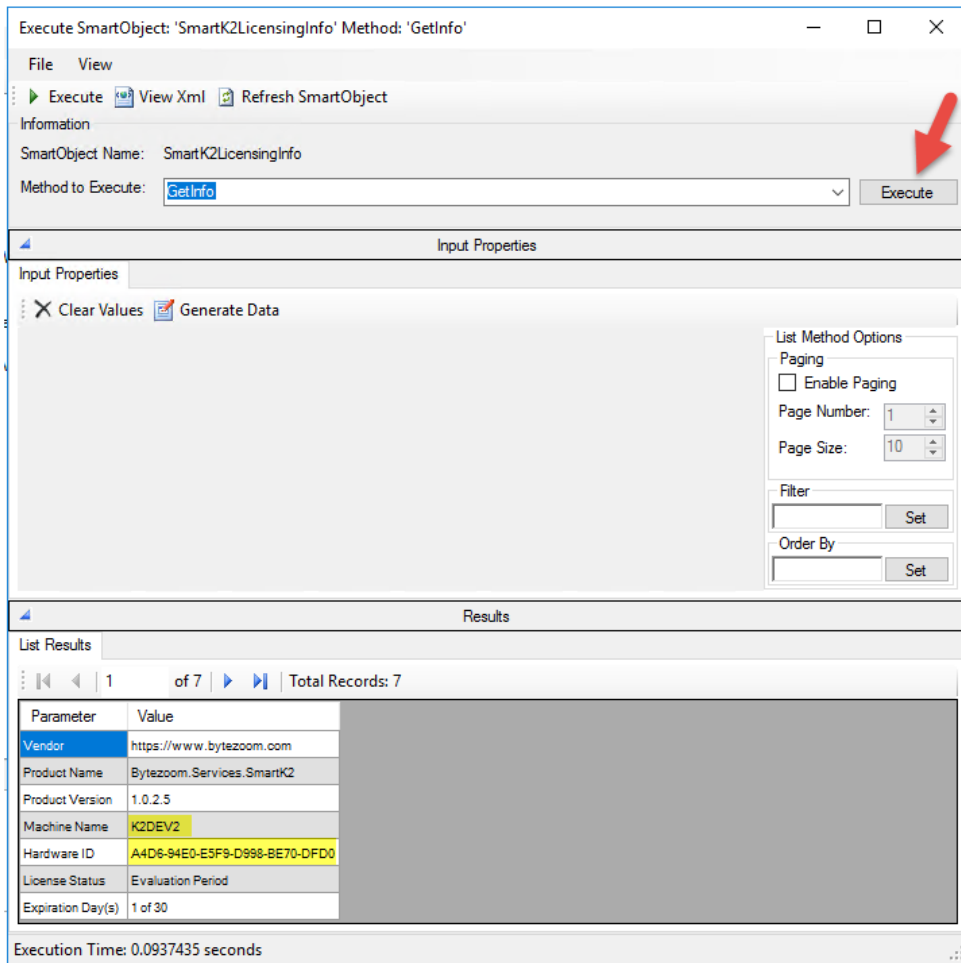 Execute SmartObject: 'SmartK2LicensingInfo' Method: 'GetInfo'
File View
Execute View Xml Refresh SmartObject
Information
SmartObject Name: SmartK2LicensingInfo
Method to Execute: GetInfo Execute
Input Properties
Input Properties
Clear Values Generate Data
List Method Options
Paging
Enable Paging
Page Number: 1
Page Size: 10
Filter
Set
Order By
Set
Results
List Results
1 of 7 Total Records: 7
Parameter Value
Vendor https://www.bytezoom.com
Product Name Bytezoom.Services.SmartK2
Product Version 1.0.2.5
Machine Name K2DEV2
Hardware ID A4D6-94E0-E5F9-D998-BE70-DFD0
License Status Evaluation Period
Expiration Day(s) 1 of 30
Execution Time: 0.0937435 seconds